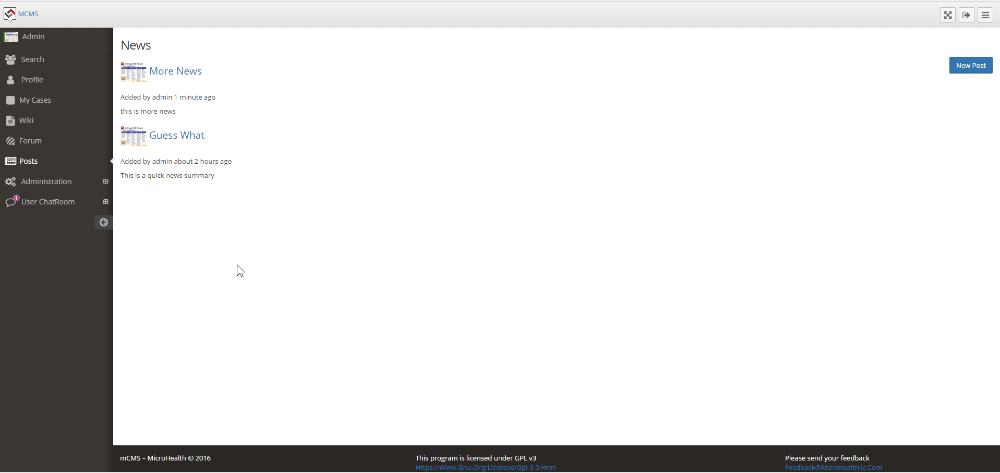 MCMS
Admin
Search
Profile
My Cases
Wiki
Forum
Posts
Administration
User ChatRoom
News
New Post
More News
Added by admin 1 minute ago
this is more news
Guess What
Added by admin about 2 hours ago
This is a quick news summary
mCMS – MicroHealth © 2016
This program is licensed under GPL v3
Https://Www.Gnu.Org/Licenses/Gpl-3.0.Html
Please send your feedback
Feedback@Microhealthllc.Com